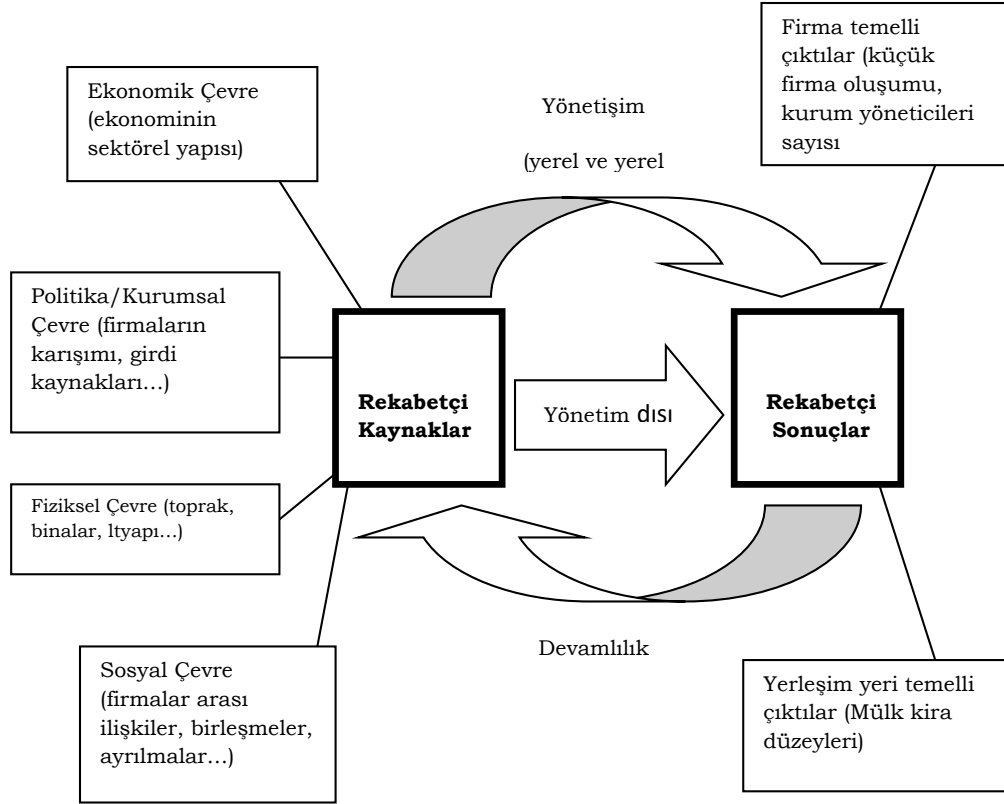 Ekonomik Çevre
(ekonominin
sektörel yapısı)
Politika/Kurumsal
Çevre (firmaların
karışımı, girdi
kaynakları…)
Fiziksel Çevre (toprak,
binalar, ltyapı…)
Sosyal Çevre
(firmalar arası
ilişkiler, birleşmeler,
ayrılmalar…)
Rekabetçi
Kaynaklar
Yönetişim
(yerel ve yerel
Yönetim dısı
Devamlılık
Rekabetçi
Sonuçlar
Firma temelli
çıktılar (küçük
firma oluşumu,
kurum yöneticileri
sayısı
Yerleşim yeri temelli
çıktılar (Mülk kira
düzeyleri)